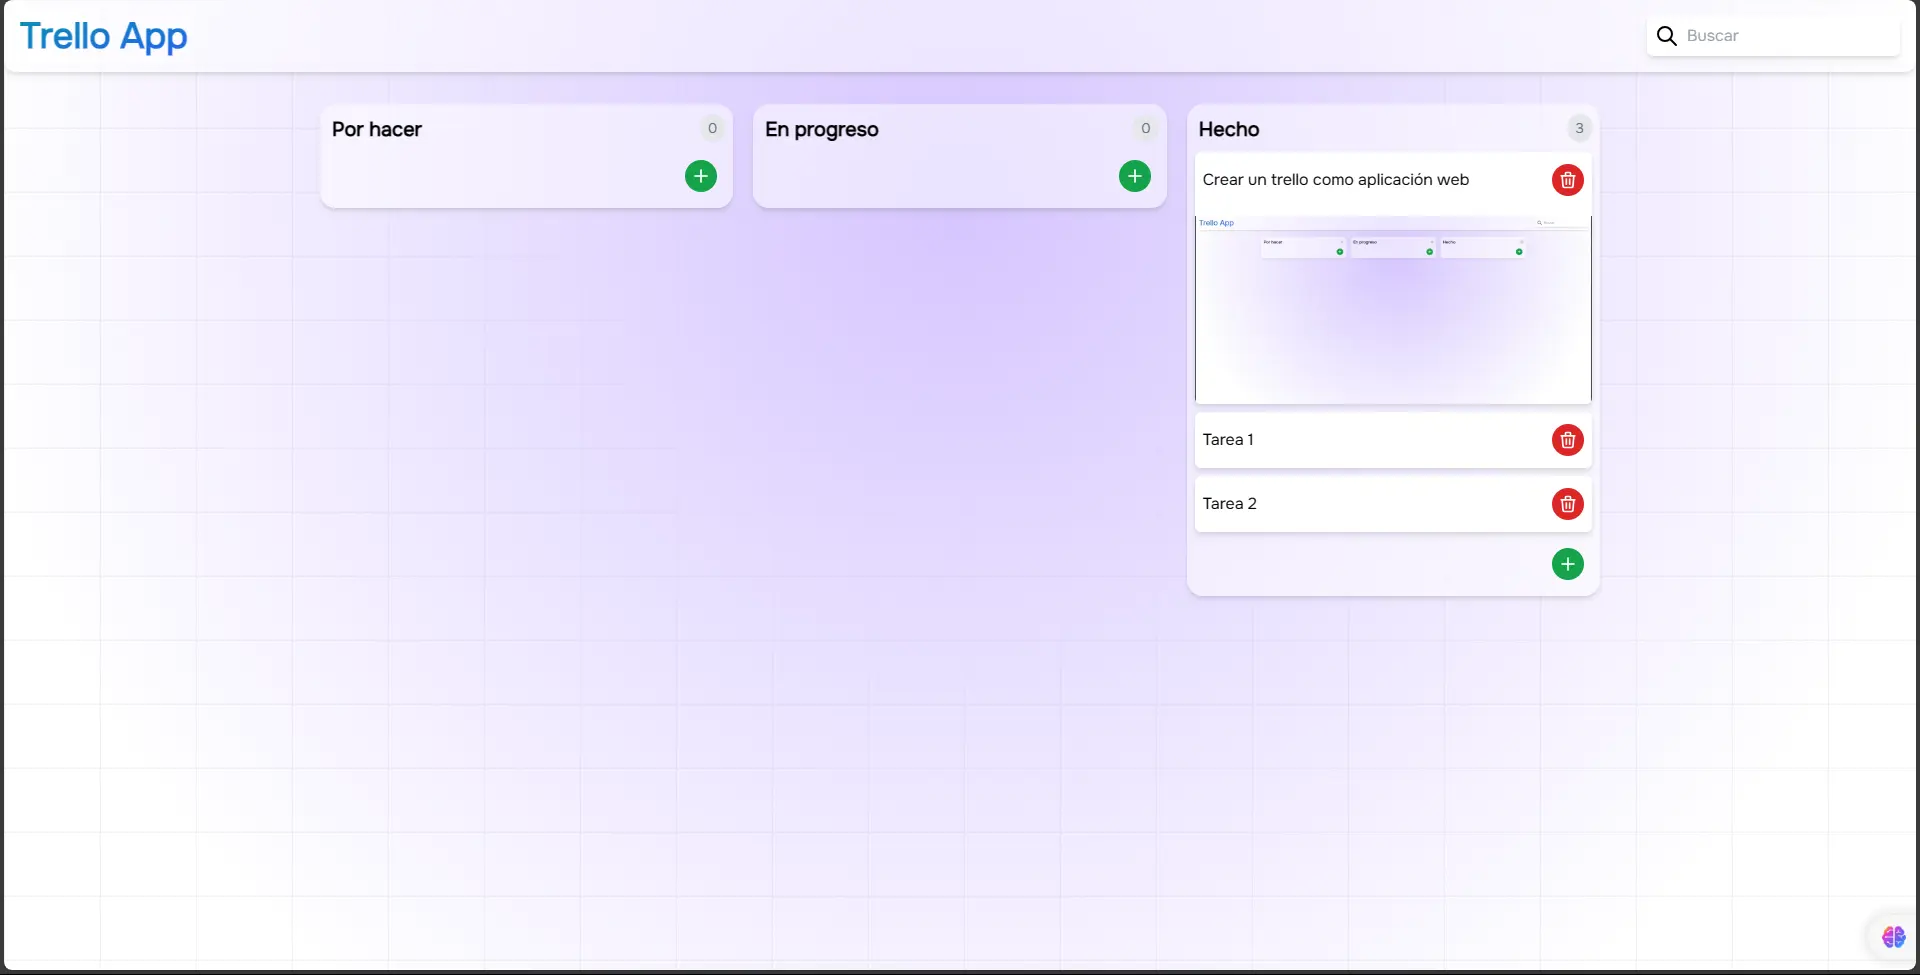 Trello App
Buscar
Por hacer
0
En progreso
0
Hecho
3
Crear un trello como aplicación web
Trello App
Por hacer
En progreso
Hecho
Tarea 1
Tarea 2